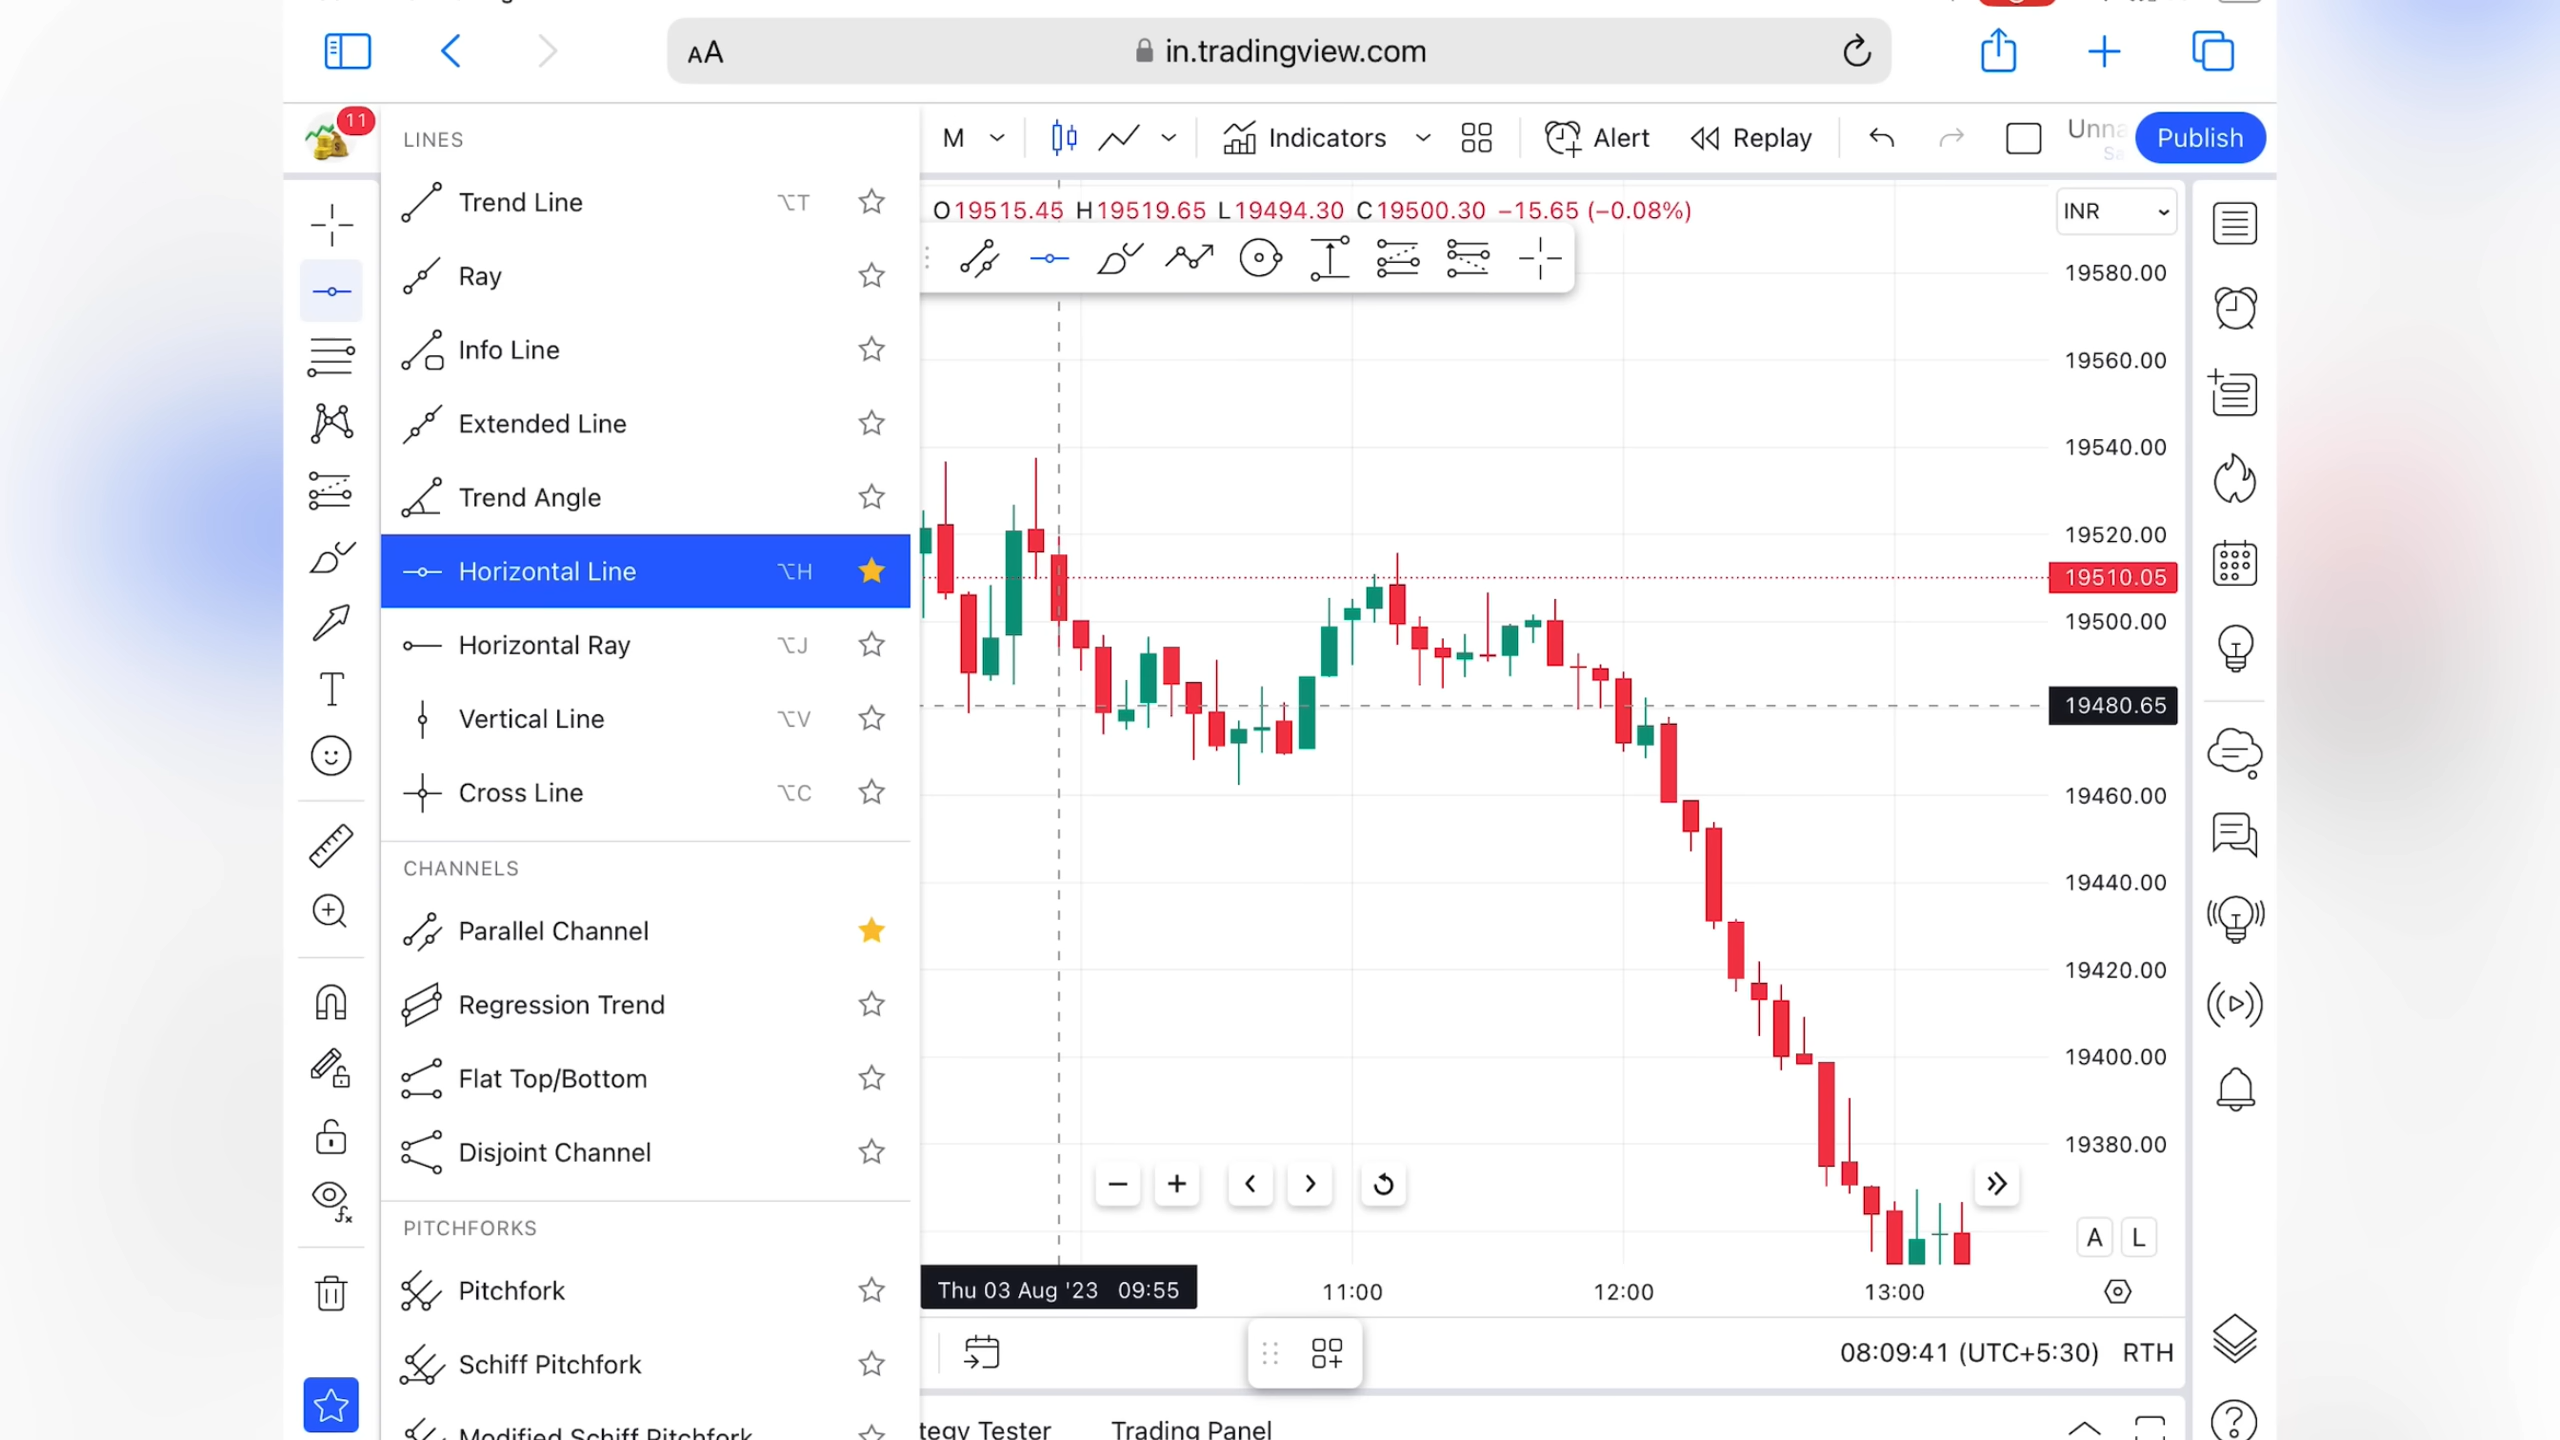 AA
in.tradingview.com
11
M
Indicators
Alert
Replay
Unna
Sa
Publish
LINES
Trend Line ⌥T
Ray
Info Line
Extended Line
Trend Angle
Horizontal Line ⌥H
Horizontal Ray ⌥J
Vertical Line ⌥V
Cross Line ⌥C
CHANNELS
Parallel Channel
Regression Trend
Flat Top/Bottom
Disjoint Channel
PITCHFORKS
Pitchfork
Schiff Pitchfork
Modified Schiff Pitchfork
O19515.45 H19519.65 L19494.30 C19500.30 −15.65 (−0.08%)
INR
19580.00
19560.00
19540.00
19520.00
19510.05
19500.00
19480.65
19460.00
19440.00
19420.00
19400.00
19380.00
A L
Thu 03 Aug '23 09:55
11:00
12:00
13:00
08:09:41 (UTC+5:30) RTH
tegy Tester
Trading Panel